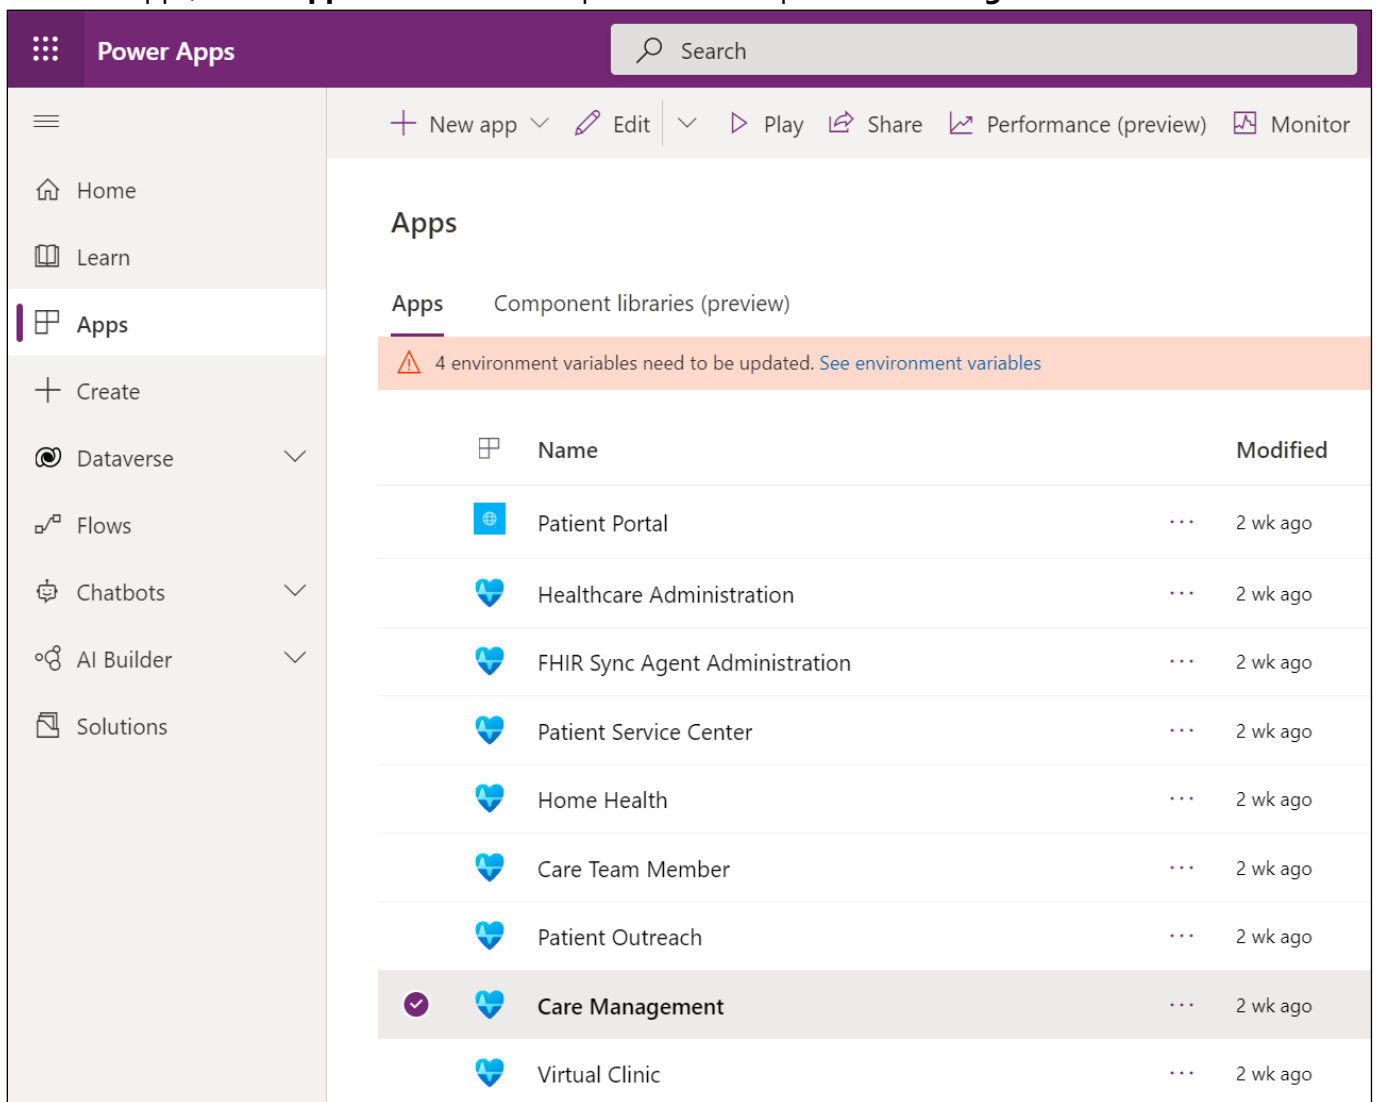 Power Apps
Search
New app Edit Play Share Performance (preview) Monitor
Home
Learn
Apps
Create
Dataverse
Flows
Chatbots
AI Builder
Solutions
Apps
Apps Component libraries (preview)
4 environment variables need to be updated. See environment variables
Name Modified
Patient Portal ... 2 wk ago
Healthcare Administration ... 2 wk ago
FHIR Sync Agent Administration ... 2 wk ago
Patient Service Center ... 2 wk ago
Home Health ... 2 wk ago
Care Team Member ... 2 wk ago
Patient Outreach ... 2 wk ago
Care Management ... 2 wk ago
Virtual Clinic ... 2 wk ago